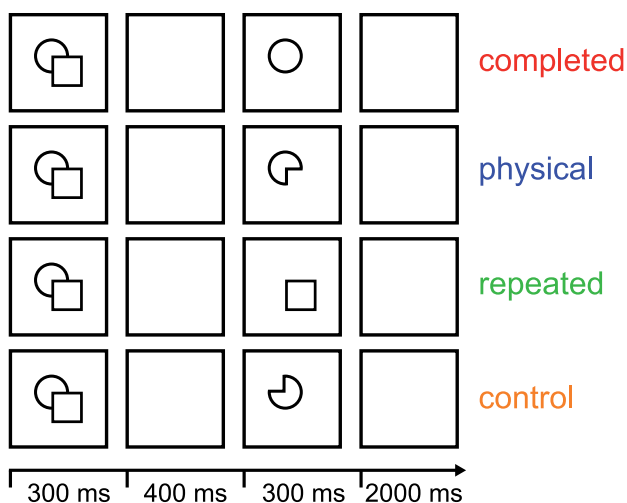 completed
physical
repeated
control
300 ms 400 ms 300 ms 2000 ms